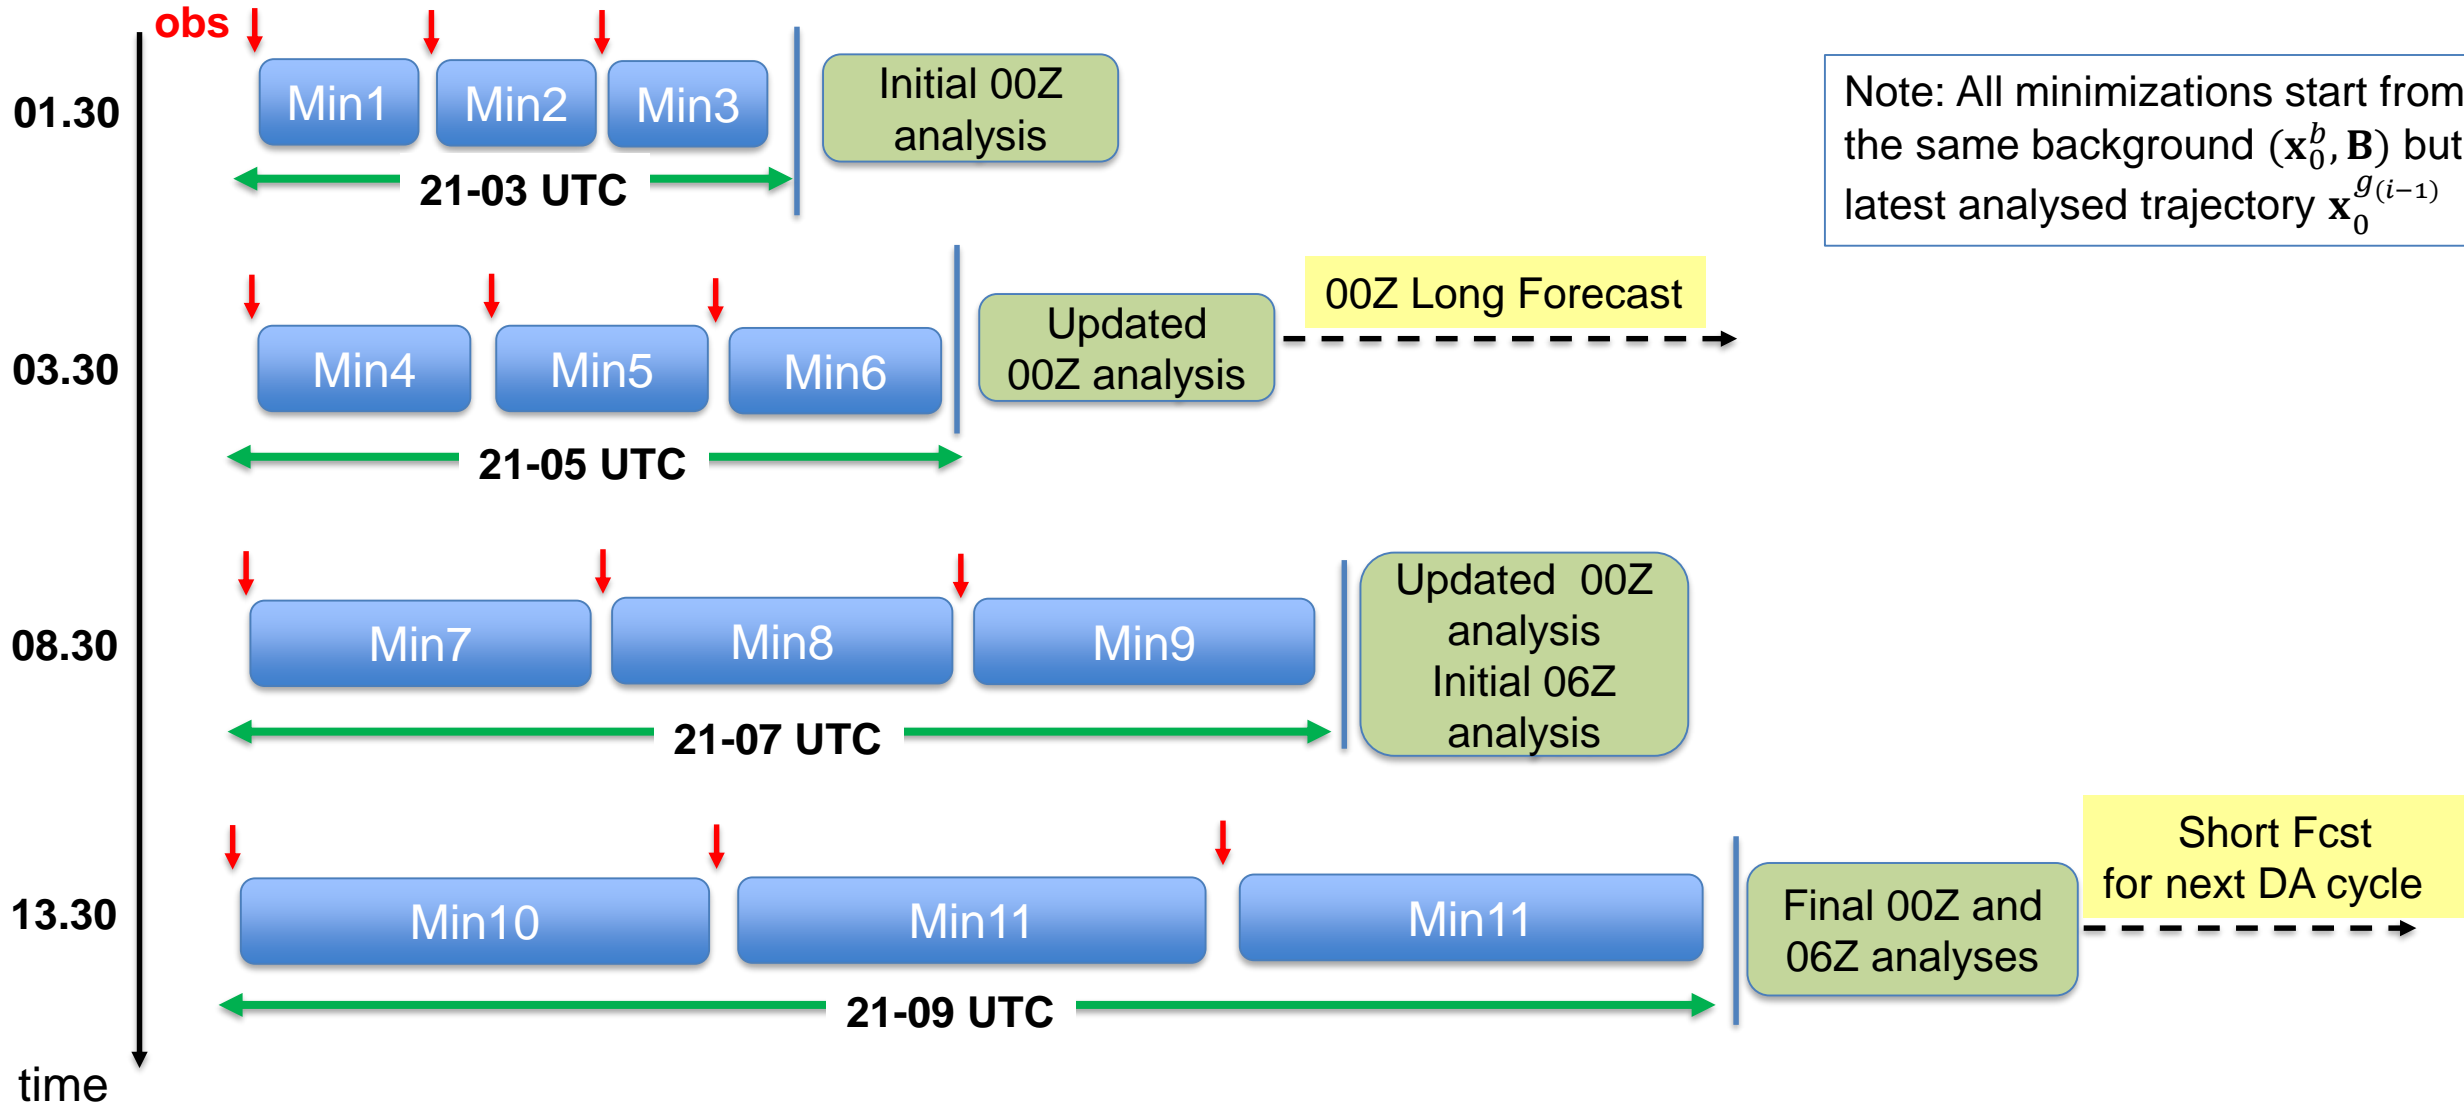 obs
01.30
Min1
Min2
Min3
Initial 00Z
analysis
21-03 UTC
Note: All minimizations start from
the same background (𝐱₀ᵇ, 𝐁) but
latest analysed trajectory 𝐱₀^{g_{(i−1)}}
03.30
Min4
Min5
Min6
Updated
00Z analysis
00Z Long Forecast
21-05 UTC
08.30
Min7
Min8
Min9
Updated 00Z
analysis
Initial 06Z
analysis
21-07 UTC
13.30
Min10
Min11
Min11
Final 00Z and
06Z analyses
Short Fcst
for next DA cycle
21-09 UTC
time